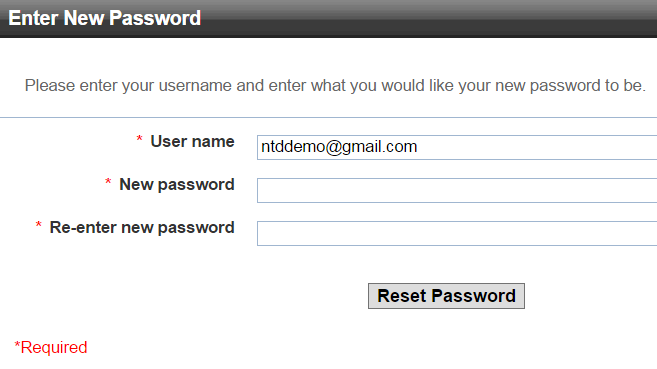 Enter New Password
Please enter your username and enter what you would like your new password to be.
* User name
ntddemo@gmail.com
* New password
* Re-enter new password
Reset Password
*Required